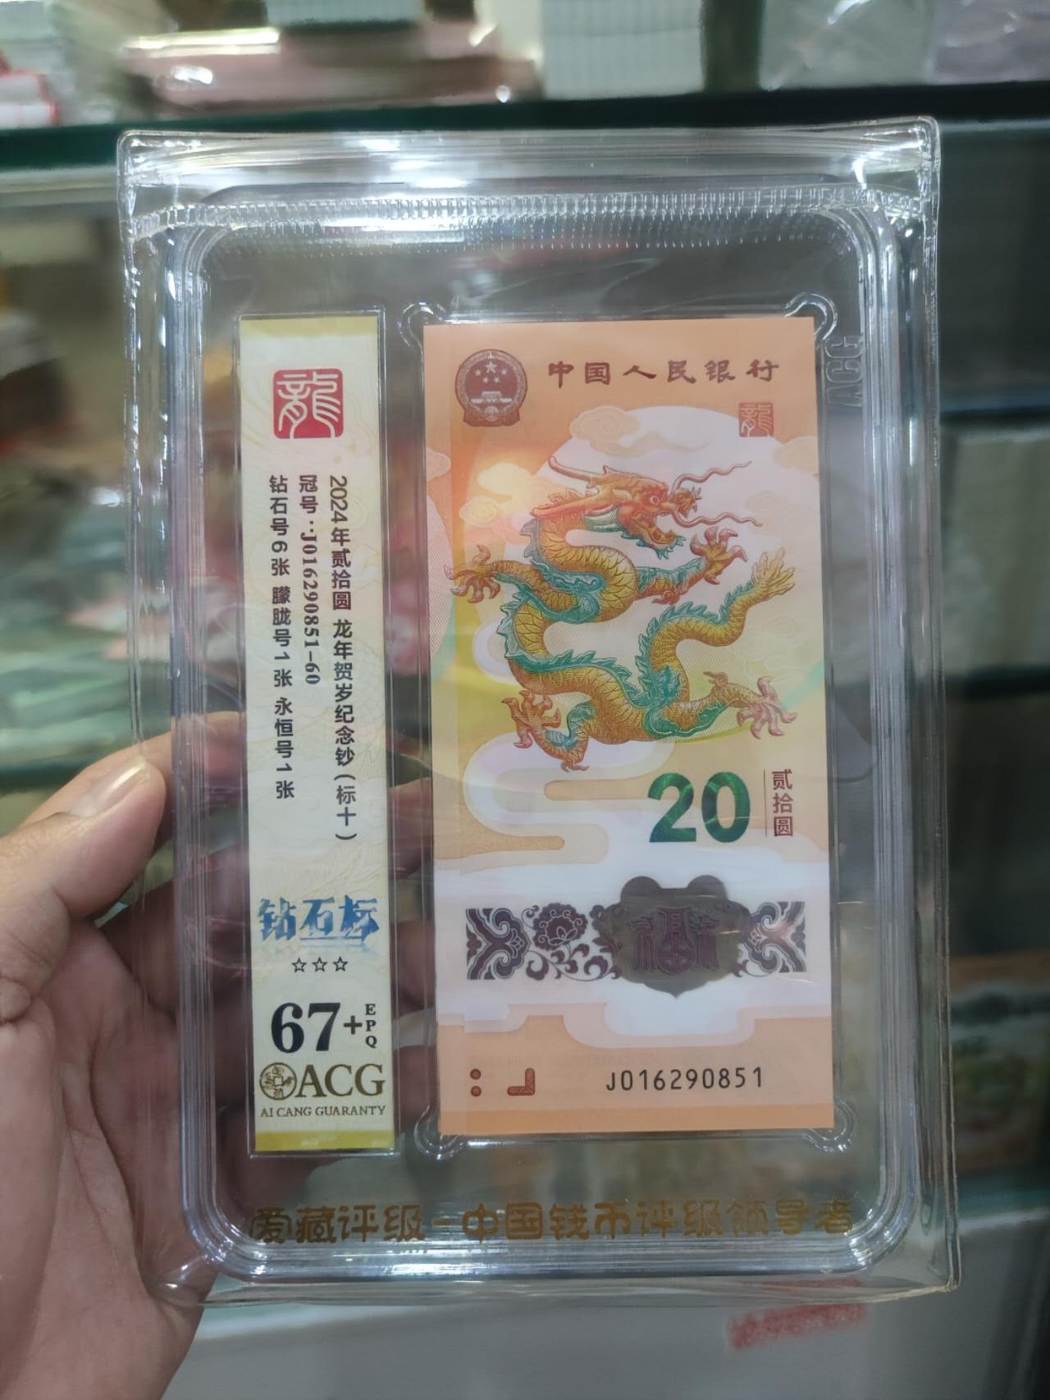 龍
2024年贰拾圆 龙年贺岁纪念钞(标十)
冠号:J016290851-60
钻石号6张 朦胧号1张 永恒号1张
钻石标
☆☆☆
67+EPQ
ACG
AI CANG GUARANTY
中国人民银行
龍
20
贰拾圆
福
J016290851
ACG
爱藏评级-中国钱币评级领导者